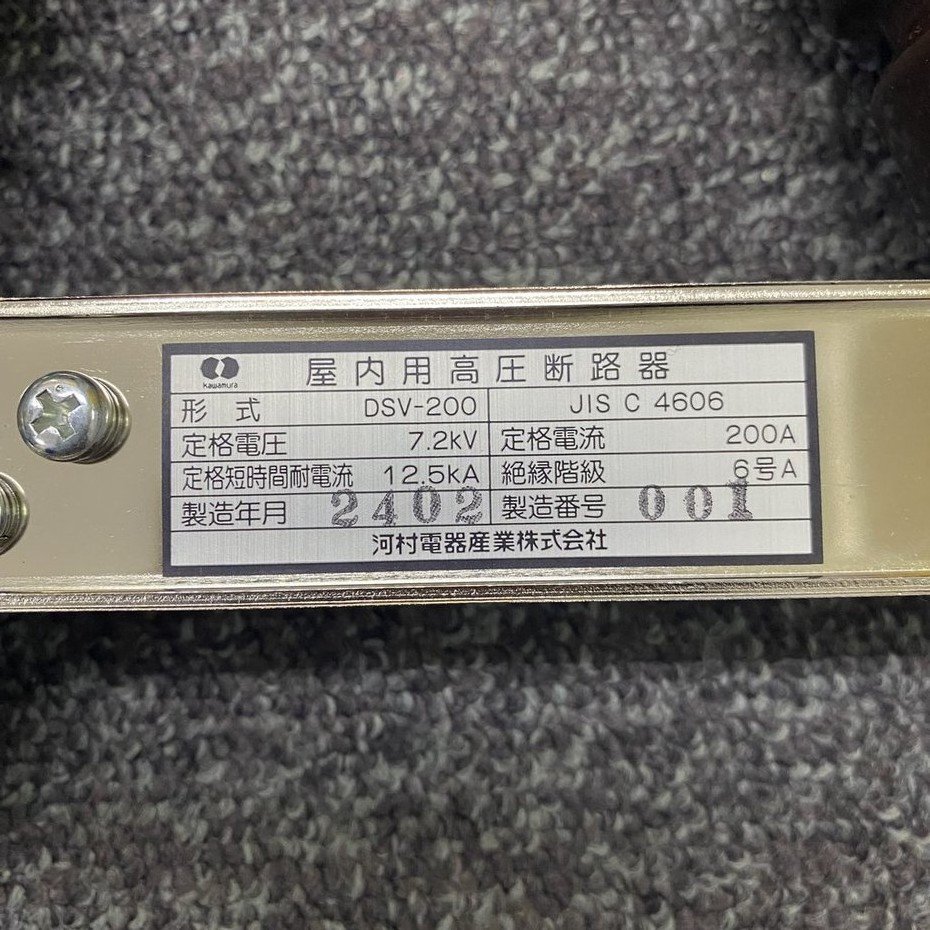 kawamura 屋内用高圧断路器
形式 DSV-200 JIS C 4606
定格電圧 7.2kV 定格電流 200A
定格短時間耐電流 12.5kA 絶縁階級 6号A
製造年月 2402 製造番号 001
河村電器産業株式会社